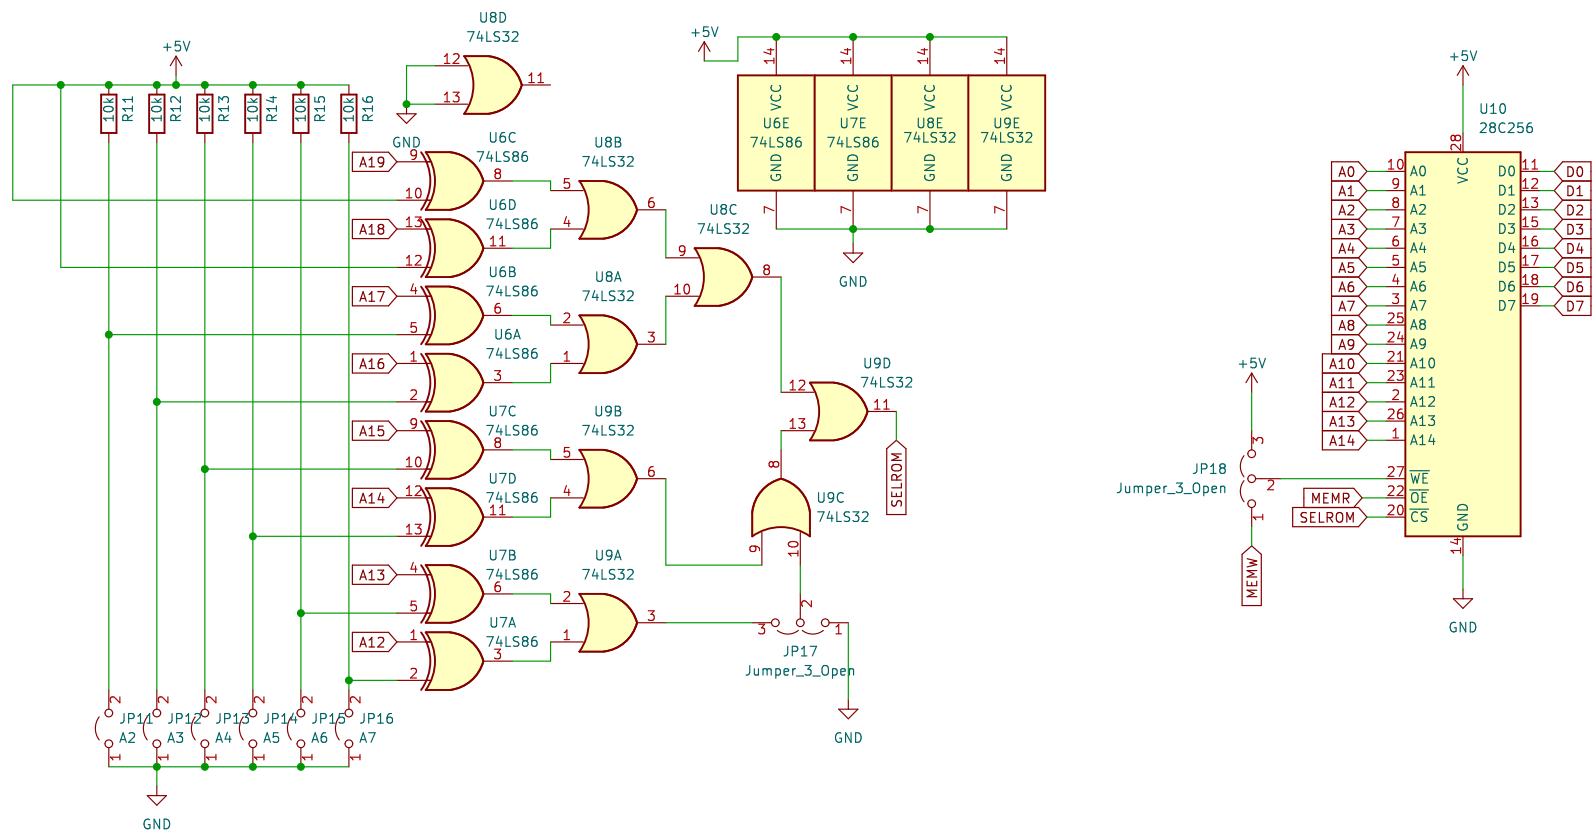 U8D
74LS32
12
13
11
GND
+5V
10k
R11
10k
R12
10k
R13
10k
R14
10k
R15
10k
R16
A19
9
10
8
U6C
74LS86
A18
13
12
11
U6D
74LS86
A17
4
5
6
U6B
74LS86
A16
1
2
3
U6A
74LS86
A15
9
10
8
U7C
74LS86
A14
12
13
11
U7D
74LS86
A13
4
5
6
U7B
74LS86
A12
1
2
3
U7A
74LS86
U8B
74LS32
5
4
6
U8A
74LS32
2
1
3
U9B
74LS32
5
4
6
U9A
74LS32
2
1
3
U8C
74LS32
9
10
8
U9D
74LS32
12
13
11
SELROM
U9C
74LS32
8
9
10
3
2
1
JP17
Jumper_3_Open
GND
2
JP11
A2
1
2
JP12
A3
1
2
JP13
A4
1
2
JP14
A5
1
2
JP15
A6
1
2
JP16
A7
1
GND
+5V
14
14
14
14
VCC
U6E
74LS86
GND
VCC
U7E
74LS86
GND
VCC
U8E
74LS32
GND
VCC
U9E
74LS32
GND
7
7
7
7
GND
+5V
3
JP18
Jumper_3_Open
2
1
MEMW
+5V
U10
28C256
28
VCC
A0 10 A0 D0 11 D0
A1 9 A1 D1 12 D1
A2 8 A2 D2 13 D2
A3 7 A3 D3 15 D3
A4 6 A4 D4 16 D4
A5 5 A5 D5 17 D5
A6 4 A6 D6 18 D6
A7 3 A7 D7 19 D7
A8 25 A8
A9 24 A9
A10 21 A10
A11 23 A11
A12 2 A12
A13 26 A13
A14 1 A14
27 WE
MEMR 22 OE
SELROM 20 CS
GND
14
GND